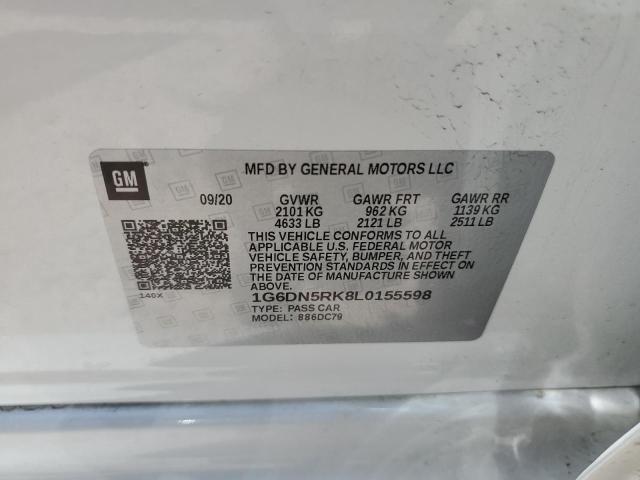 GM
MFD BY GENERAL MOTORS LLC
09/20 GVWR GAWR FRT GAWR RR
2101 KG 962 KG 1139 KG
4633 LB 2121 LB 2511 LB
THIS VEHICLE CONFORMS TO ALL
APPLICABLE U.S. FEDERAL MOTOR
VEHICLE SAFETY, BUMPER, AND THEFT
PREVENTION STANDARDS IN EFFECT ON
THE DATE OF MANUFACTURE SHOWN
ABOVE.
140X
1G6DN5RK8L0155598
TYPE: PASS CAR
MODEL: 886DC79